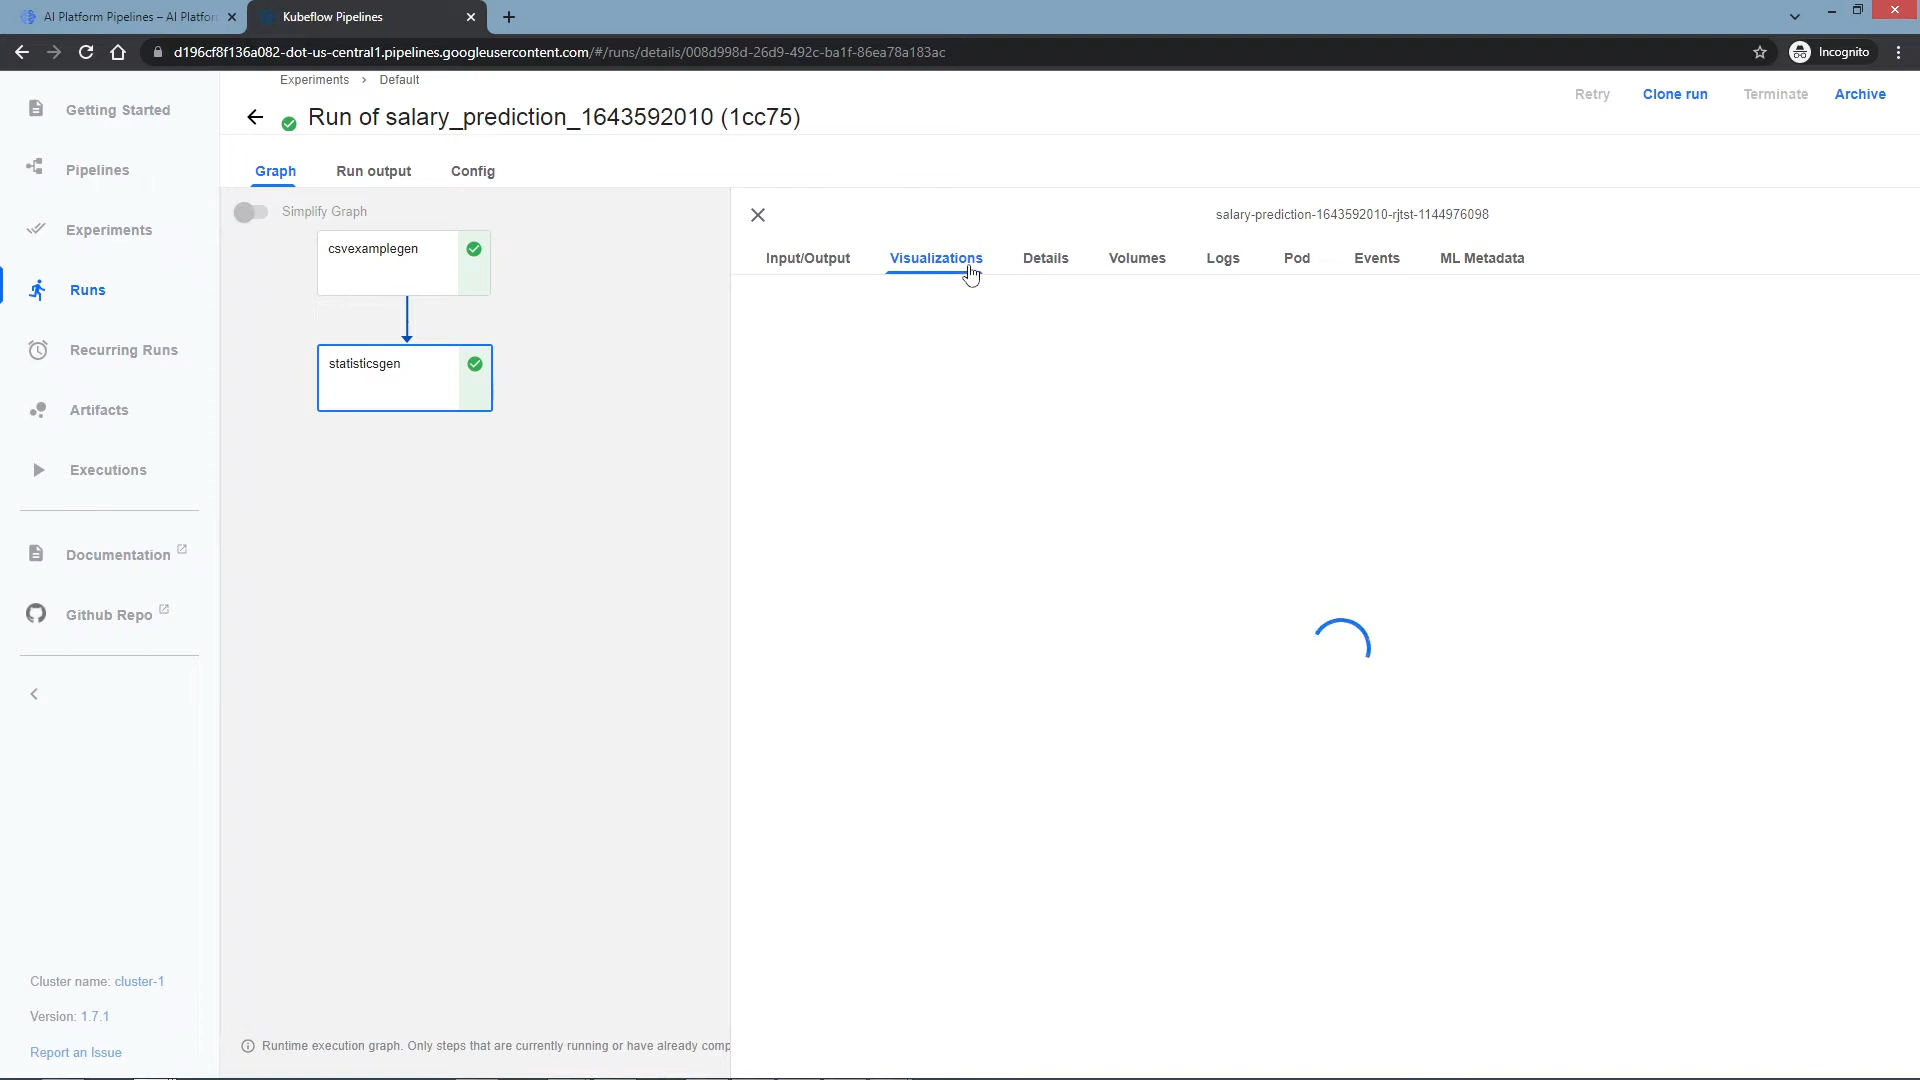 AI Platform Pipelines – AI Platfor
Kubeflow Pipelines
d196cf8f136a082-dot-us-central1.pipelines.googleusercontent.com/#/runs/details/008d998d-26d9-492c-ba1f-86ea78a183ac
Incognito
Experiments > Default
Run of salary_prediction_1643592010 (1cc75)
Retry
Clone run
Terminate
Archive
Getting Started
Pipelines
Experiments
Runs
Recurring Runs
Artifacts
Executions
Documentation
Github Repo
Cluster name: cluster-1
Version: 1.7.1
Report an Issue
Graph
Run output
Config
Simplify Graph
csvexamplegen
statisticsgen
Runtime execution graph. Only steps that are currently running or have already comp
salary-prediction-1643592010-rjtst-1144976098
Input/Output
Visualizations
Details
Volumes
Logs
Pod
Events
ML Metadata